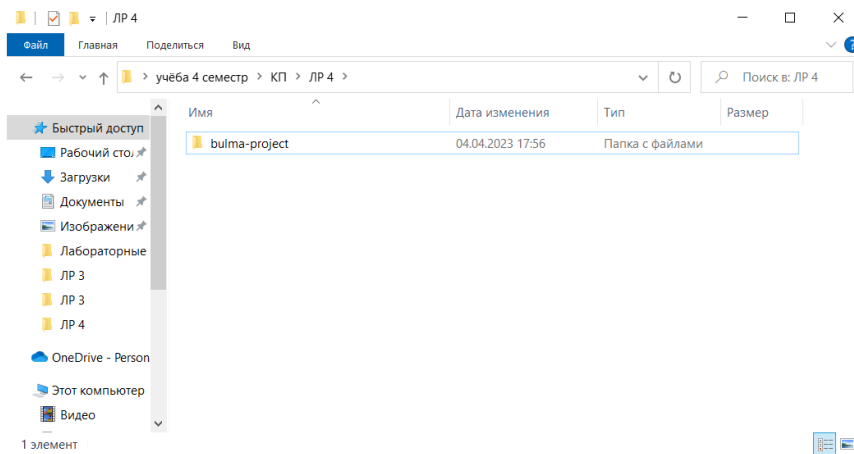 ЛР 4
Файл Главная Поделиться Вид ?
учёба 4 семестр > КП > ЛР 4 > Поиск в: ЛР 4
Имя Дата изменения Тип Размер
Быстрый доступ
bulma-project 04.04.2023 17:56 Папка с файлами
Рабочий стол
Загрузки
Документы
Изображени
Лабораторные
ЛР 3
ЛР 3
ЛР 4
OneDrive - Person
Этот компьютер
Видео
1 элемент